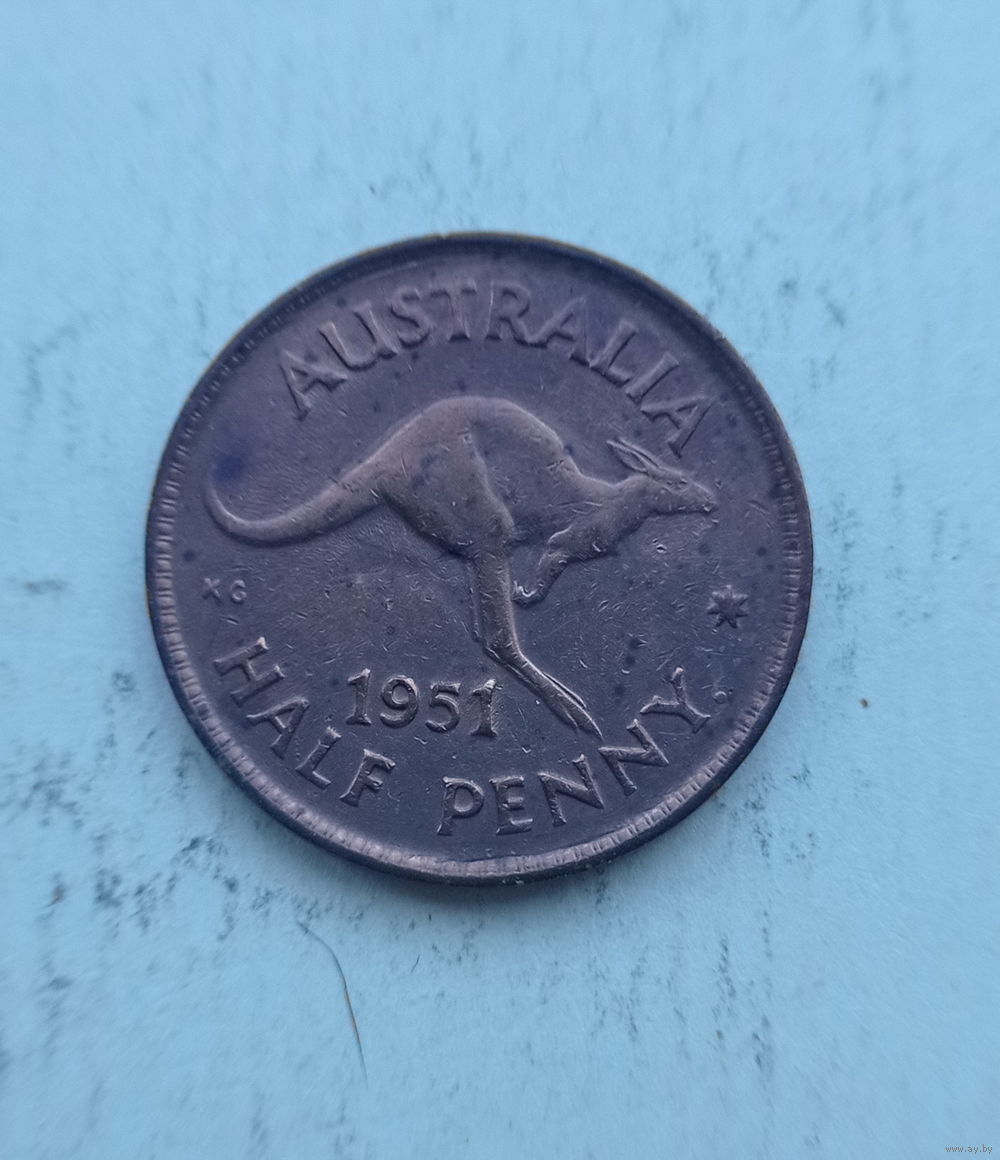 AUSTRALIA
KG
1951
HALF PENNY.
www.ay.by